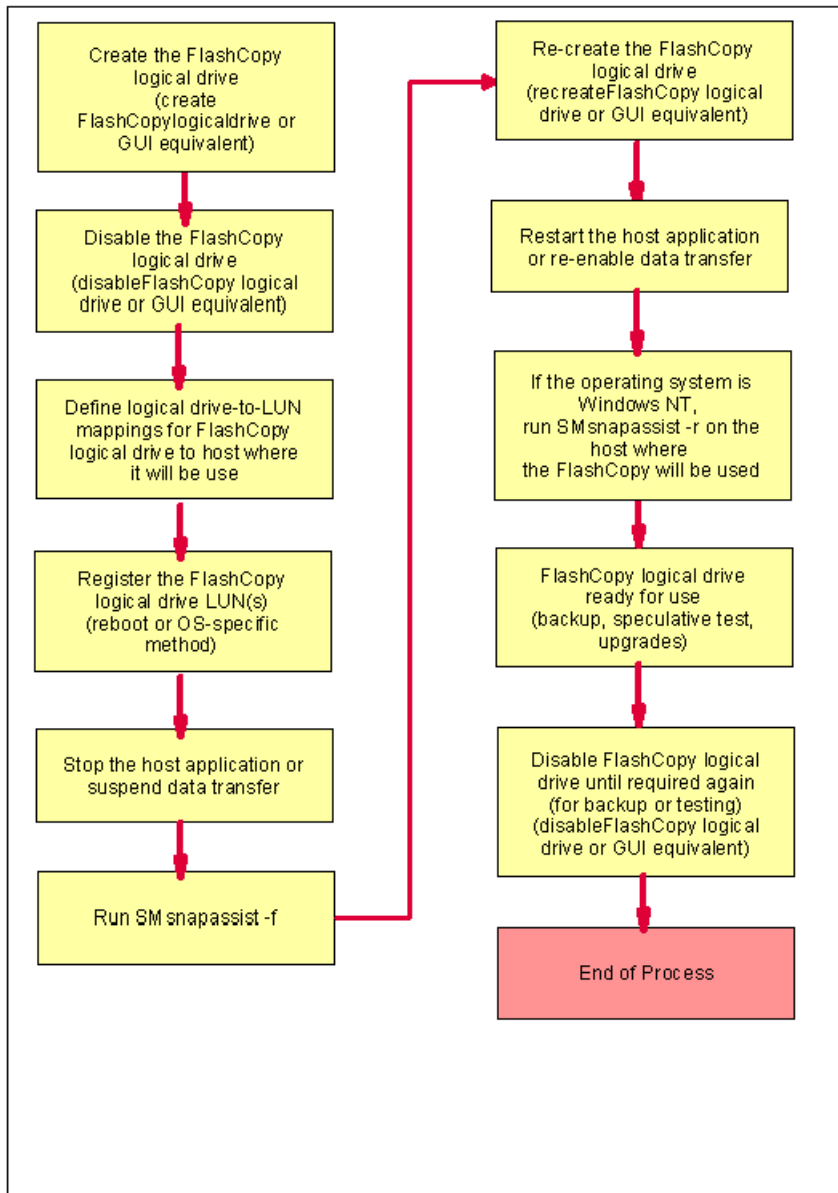 Create the FlashCopy
logical drive
(create
FlashCopylogicaldrive or
GUI equivalent)
Disable the FlashCopy
logical drive
(disableFlashCopy logical
drive or GUI equivalent)
Define logical drive-to-LUN
mappings for FlashCopy
logical drive to host where
it will be use
Register the FlashCopy
logical drive LUN(s)
(reboot or OS-specific
method)
Stop the host application or
suspend data transfer
Run SMsnapassist -f
Re-create the FlashCopy
logical drive
(recreateFlashCopy logical
drive or GUI equivalent)
Restart the host application
or re-enable data transfer
If the operating system is
Windows NT,
run SMsnapassist -r on the
host where
the FlashCopy will be used
FlashCopy logical drive
ready for use
(backup, speculative test,
upgrades)
Disable FlashCopy logical
drive until required again
(for backup or testing)
(disableFlashCopy logical
drive or GUI equivalent)
End of Process